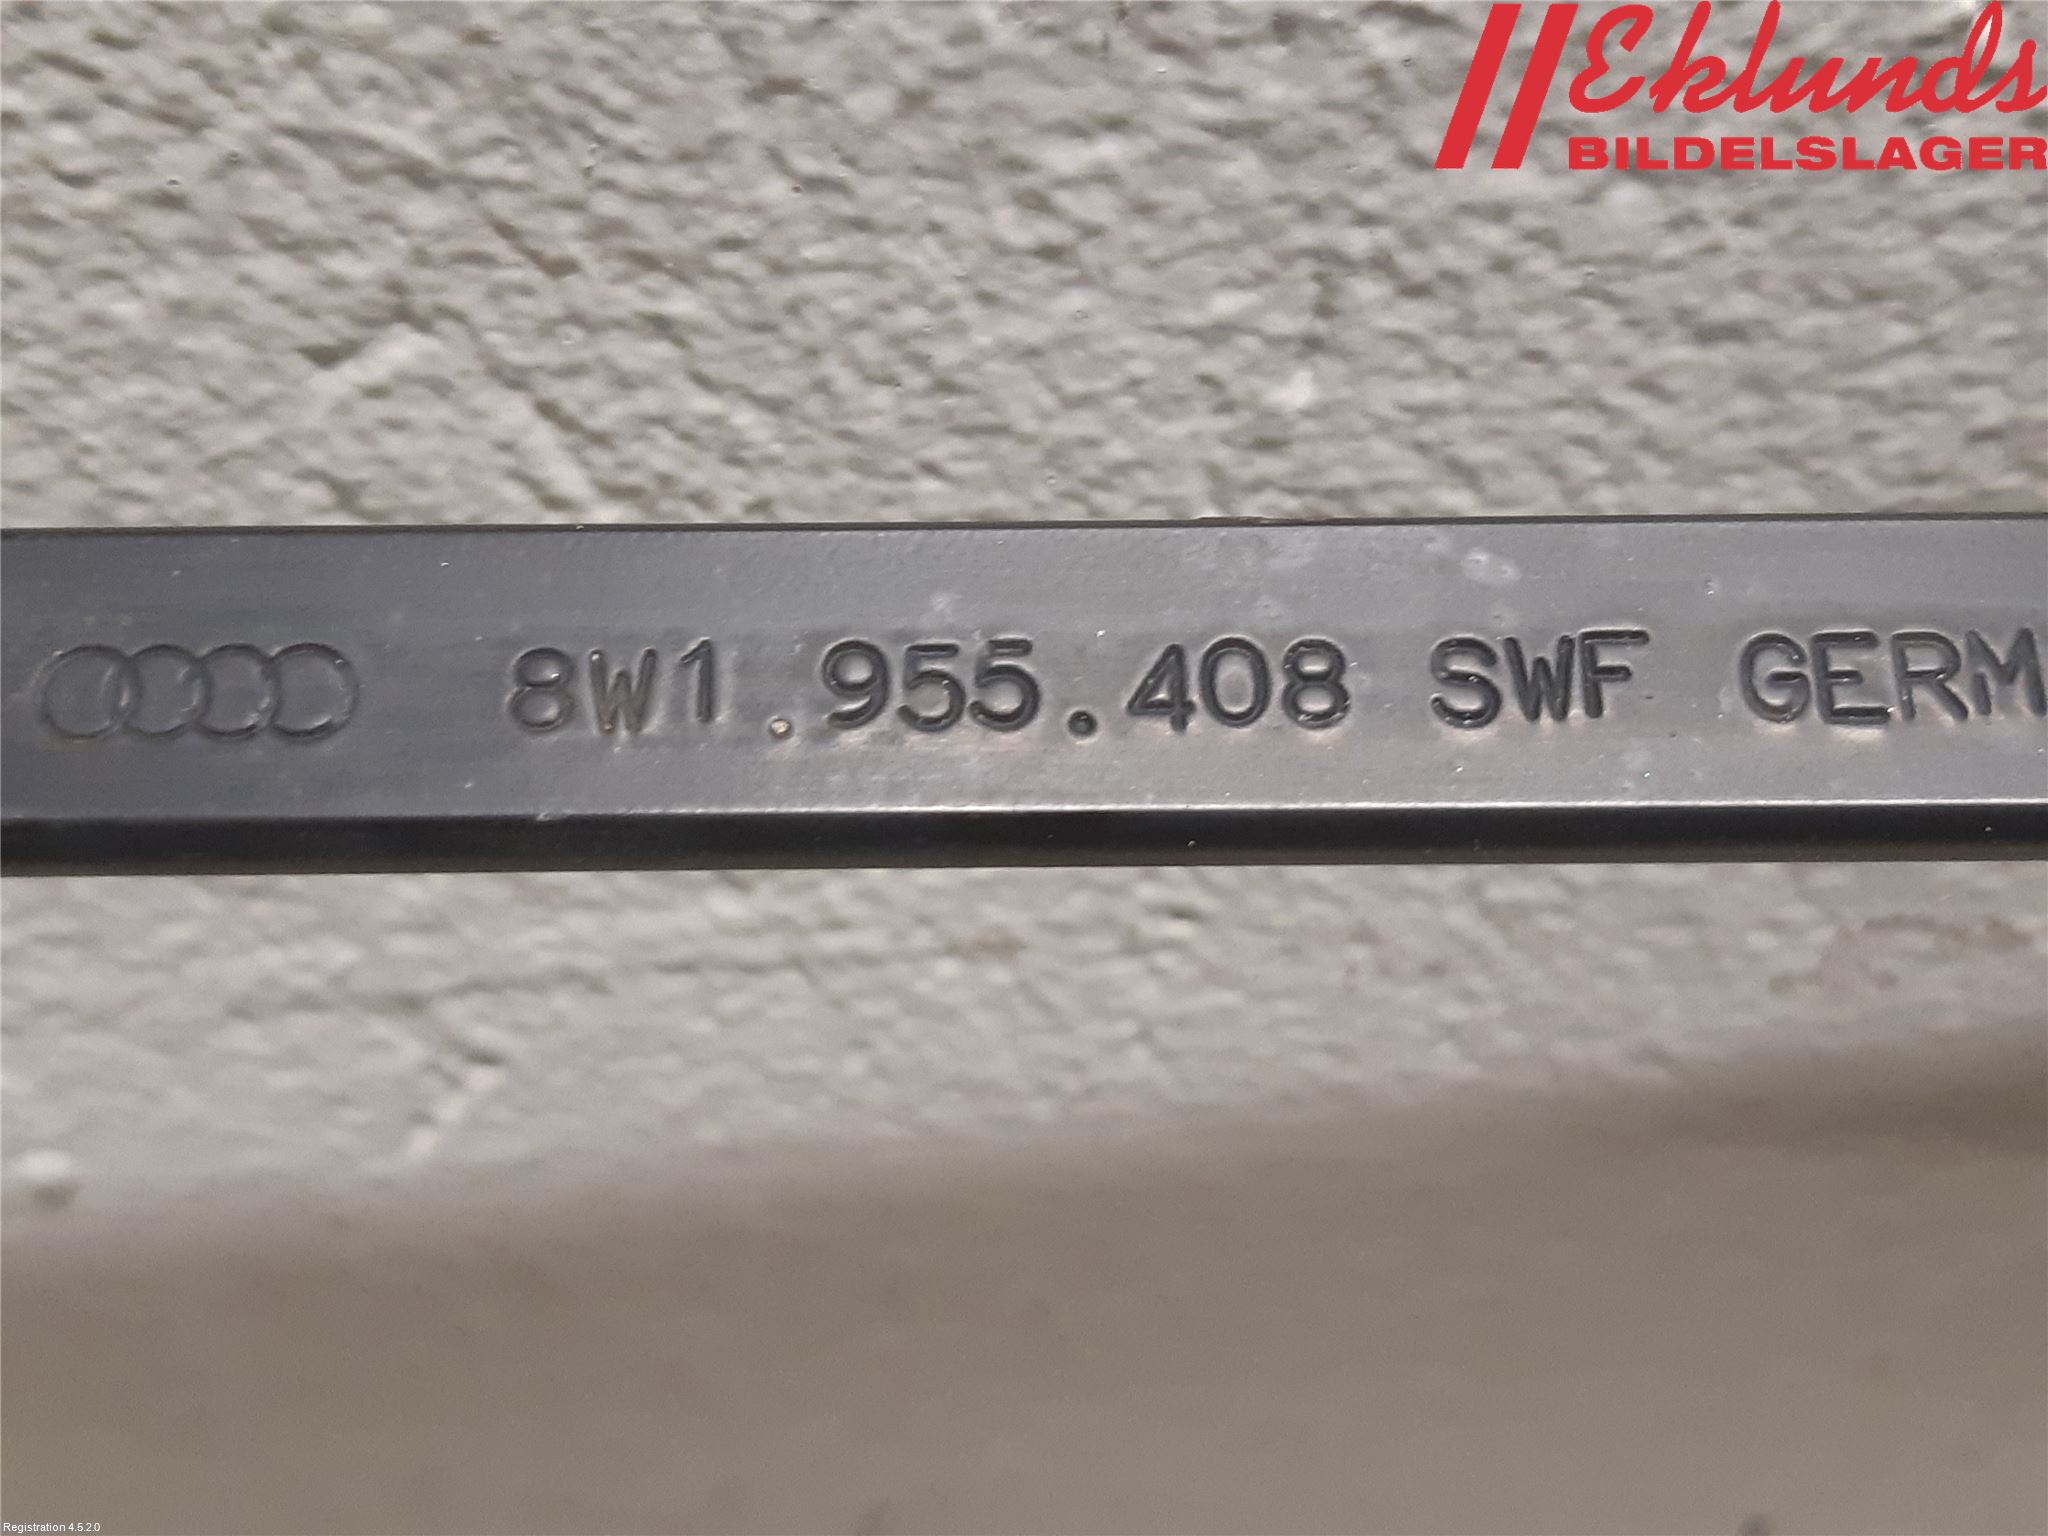 Eklunds
BILDELSLAGER
8W1.955.408 SWF GERM
Registration 4.5.2.0